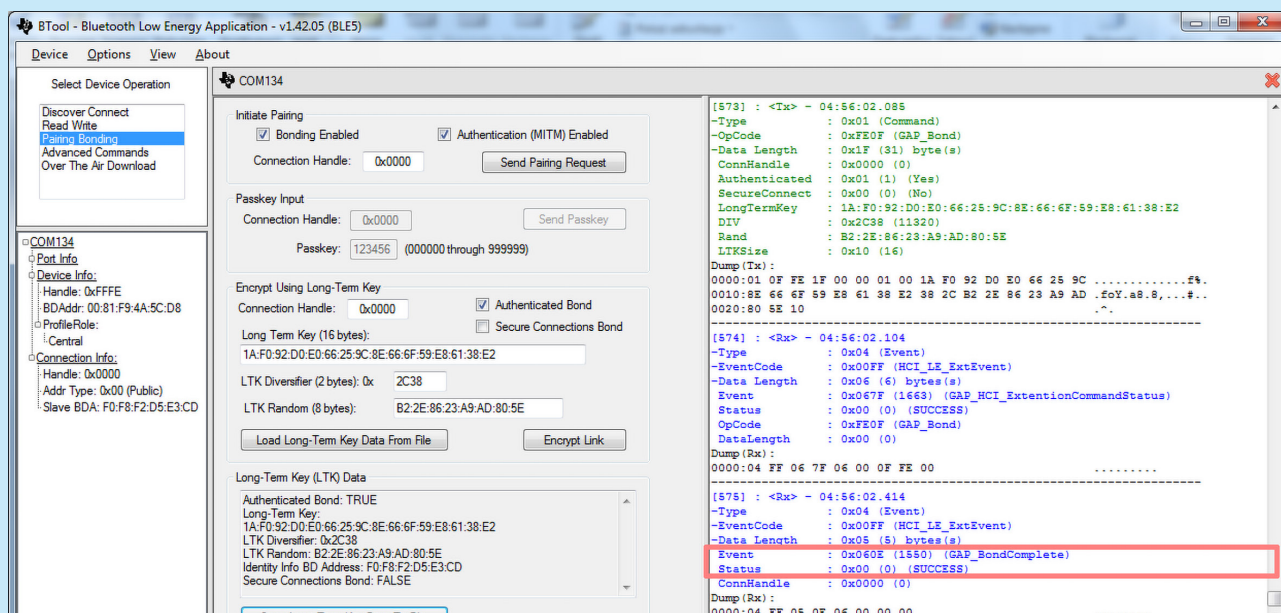 BTool - Bluetooth Low Energy Application - v1.42.05 (BLE5)
Device Options View About
Select Device Operation
Discover Connect
Read Write
Pairing Bonding
Advanced Commands
Over The Air Download
COM134
Port Info
Device Info:
Handle: 0xFFFE
BDAddr: 00:81:F9:4A:5C:D8
ProfileRole:
Central
Connection Info:
Handle: 0x0000
Addr Type: 0x00 (Public)
Slave BDA: F0:F8:F2:D5:E3:CD
COM134
Initiate Pairing
Bonding Enabled Authentication (MITM) Enabled
Connection Handle: 0x0000 Send Pairing Request
Passkey Input
Connection Handle: 0x0000 Send Passkey
Passkey: 123456 (000000 through 999999)
Encrypt Using Long-Term Key
Connection Handle: 0x0000 Authenticated Bond
Secure Connections Bond
Long Term Key (16 bytes):
1A:F0:92:D0:E0:66:25:9C:8E:66:6F:59:E8:61:38:E2
LTK Diversifier (2 bytes): 0x 2C38
LTK Random (8 bytes): B2:2E:86:23:A9:AD:80:5E
Load Long-Term Key Data From File Encrypt Link
Long-Term Key (LTK) Data
Authenticated Bond: TRUE
Long-Term Key:
1A:F0:92:D0:E0:66:25:9C:8E:66:6F:59:E8:61:38:E2
LTK Diversifier: 0x2C38
LTK Random: B2:2E:86:23:A9:AD:80:5E
Identity Info BD Address: F0:F8:F2:D5:E3:CD
Secure Connections Bond: FALSE
[573] : <Tx> - 04:56:02.085
-Type : 0x01 (Command)
-OpCode : 0xFE0F (GAP_Bond)
-Data Length : 0x1F (31) byte(s)
ConnHandle : 0x0000 (0)
Authenticated : 0x01 (1) (Yes)
SecureConnect : 0x00 (0) (No)
LongTermKey : 1A:F0:92:D0:E0:66:25:9C:8E:66:6F:59:E8:61:38:E2
DIV : 0x2C38 (11320)
Rand : B2:2E:86:23:A9:AD:80:5E
LTKSize : 0x10 (16)
Dump(Tx):
0000:01 0F FE 1F 00 00 01 00 1A F0 92 D0 E0 66 25 9C .............f%.
0010:8E 66 6F 59 E8 61 38 E2 38 2C B2 2E 86 23 A9 AD .foY.a8.8,...#..
0020:80 5E 10 .^.
[574] : <Rx> - 04:56:02.104
-Type : 0x04 (Event)
-EventCode : 0x00FF (HCI_LE_ExtEvent)
-Data Length : 0x06 (6) bytes(s)
Event : 0x067F (1663) (GAP_HCI_ExtentionCommandStatus)
Status : 0x00 (0) (SUCCESS)
OpCode : 0xFE0F (GAP_Bond)
DataLength : 0x00 (0)
Dump(Rx):
0000:04 FF 06 7F 06 00 0F FE 00 .........
[575] : <Rx> - 04:56:02.414
-Type : 0x04 (Event)
-EventCode : 0x00FF (HCI_LE_ExtEvent)
-Data Length : 0x05 (5) bytes(s)
Event : 0x060E (1550) (GAP_BondComplete)
Status : 0x00 (0) (SUCCESS)
ConnHandle : 0x0000 (0)
Dump(Rx):